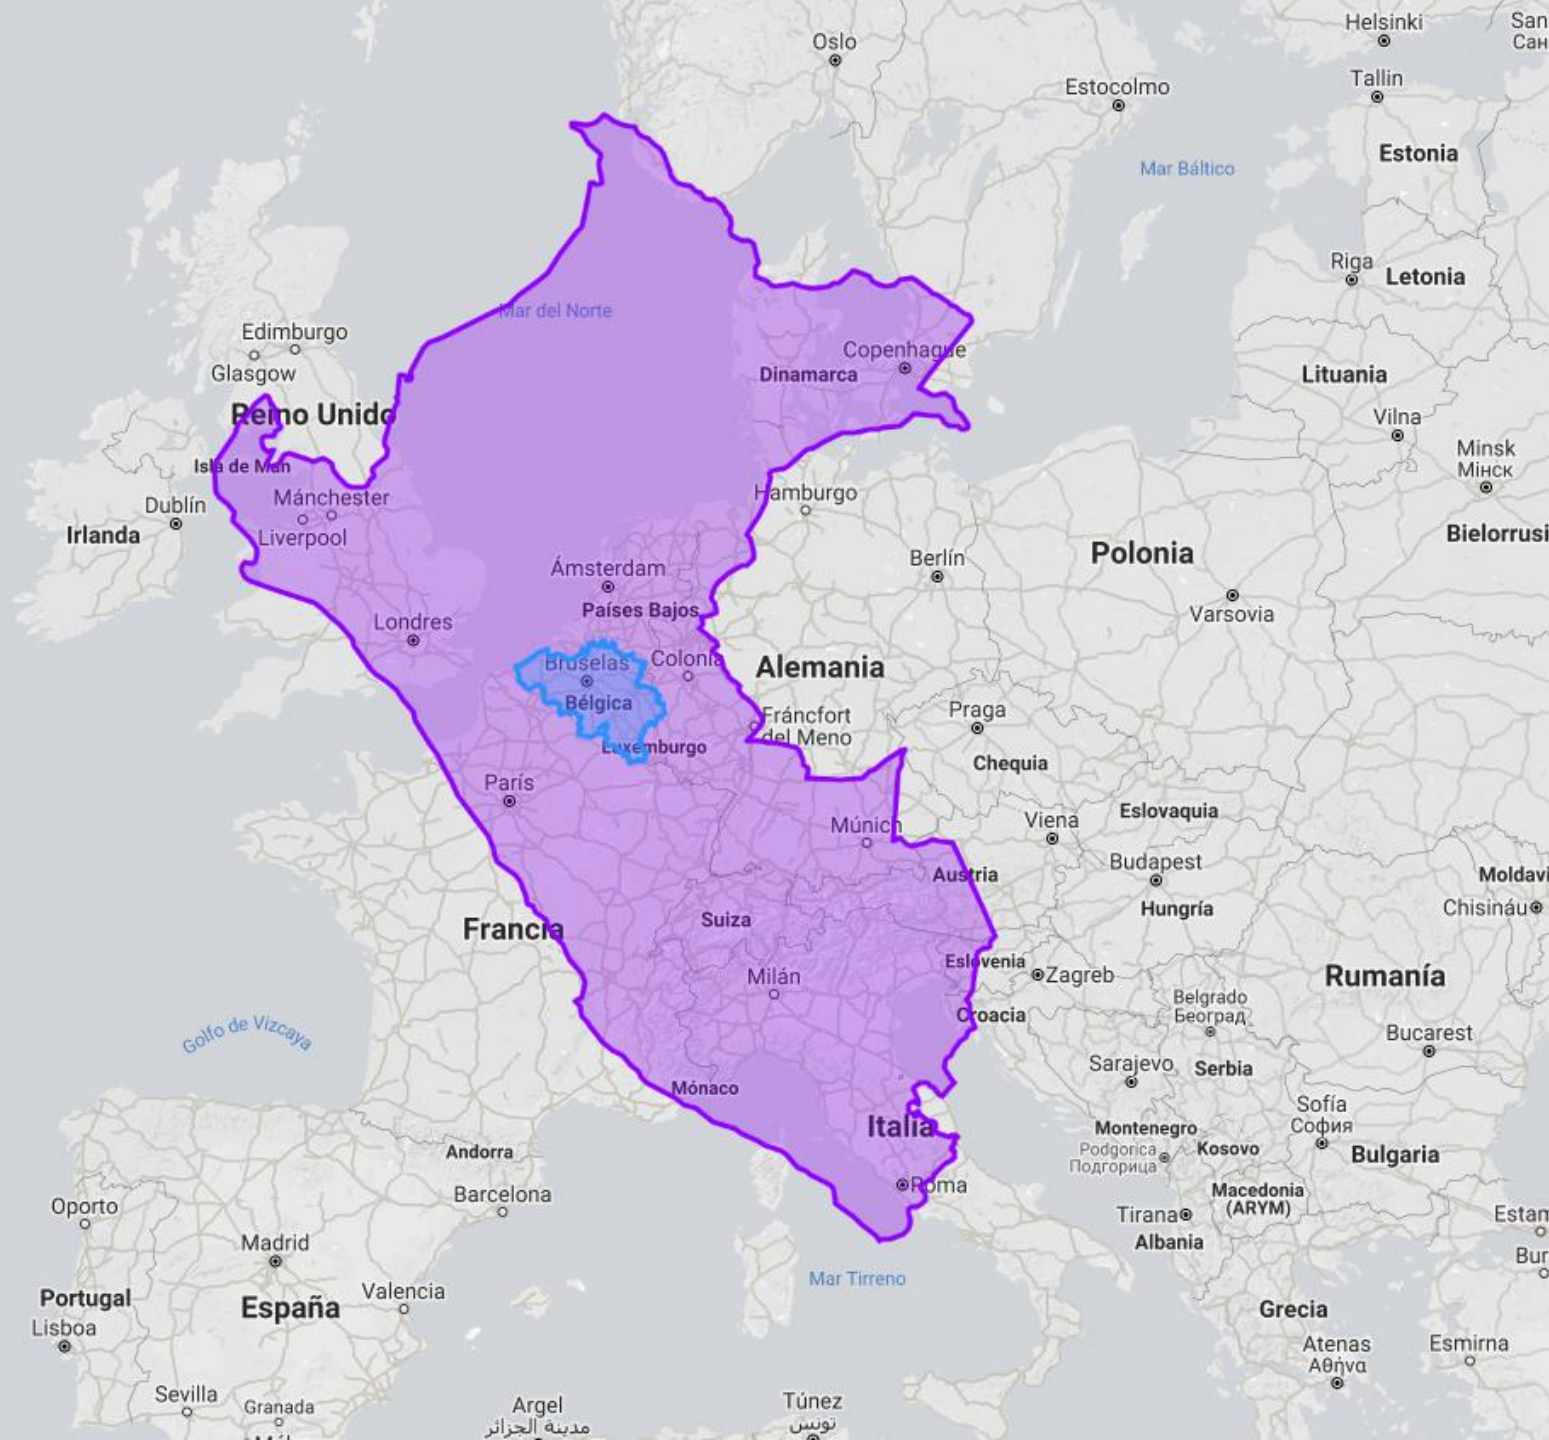 Oslo
Helsinki
San
Сан
Estocolmo
Tallin
Estonia
Mar Báltico
Riga
Letonia
Mar del Norte
Edimburgo
Glasgow
Copenhague
Dinamarca
Lituania
Reino Unido
Vilna
Isla de Man
Minsk
Мінск
Mánchester
Hamburgo
Dublín
Irlanda
Liverpool
Bielorrusi
Berlín
Polonia
Ámsterdam
Países Bajos
Varsovia
Londres
Bruselas
Colonia
Alemania
Bélgica
Fráncfort
del Meno
Praga
Luxemburgo
Chequia
París
Múnich
Viena
Eslovaquia
Budapest
Austria
Moldavi
Hungría
Chisináu
Suiza
Francia
Eslovenia
Zagreb
Milán
Rumanía
Belgrado
Београд
Croacia
Golfo de Vizcaya
Bucarest
Sarajevo
Serbia
Mónaco
Sofía
София
Italia
Montenegro
Podgorica
Подгорица
Kosovo
Bulgaria
Andorra
Roma
Barcelona
Macedonia
(ARYM)
Oporto
Tirana
Albania
Estam
Madrid
Bur
Mar Tirreno
Valencia
Portugal
España
Grecia
Lisboa
Atenas
Αθήνα
Esmirna
Sevilla
Granada
Argel
مدينة الجزائر
Túnez
تونس